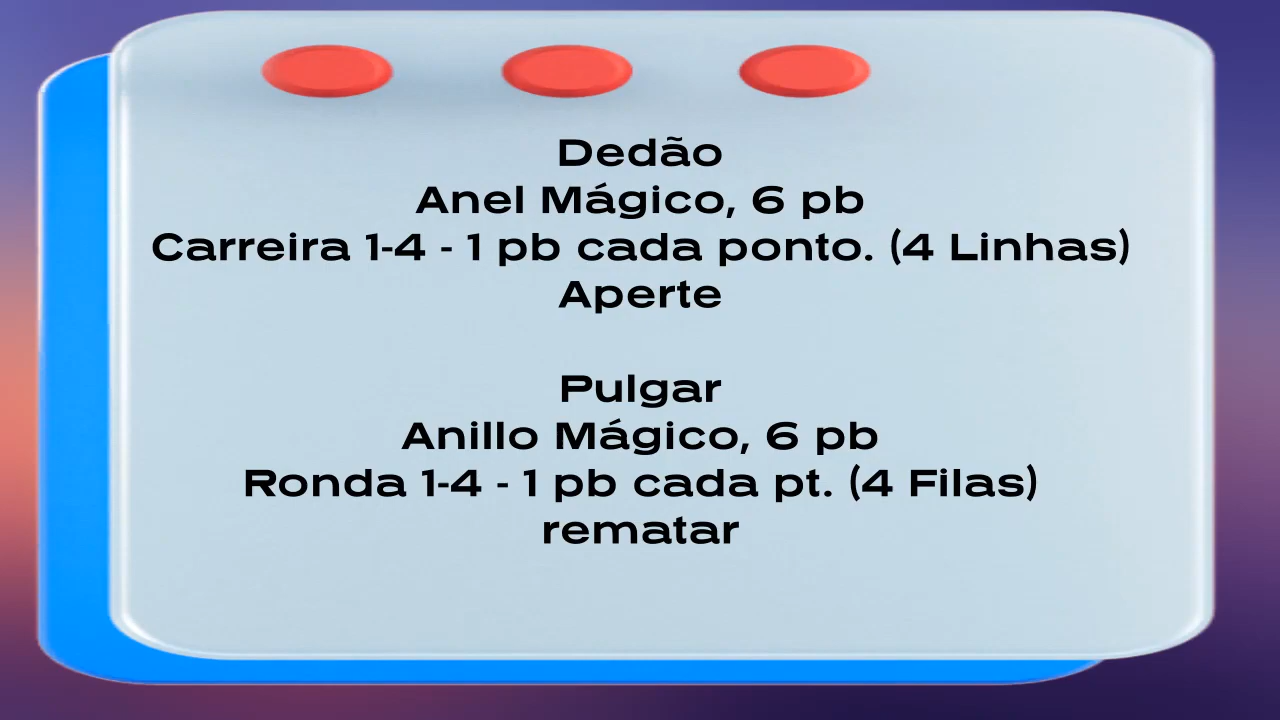 Dedão
Anel Mágico, 6 pb
Carreira 1-4 - 1 pb cada ponto. (4 Linhas)
Aperte
Pulgar
Anillo Mágico, 6 pb
Ronda 1-4 - 1 pb cada pt. (4 Filas)
rematar